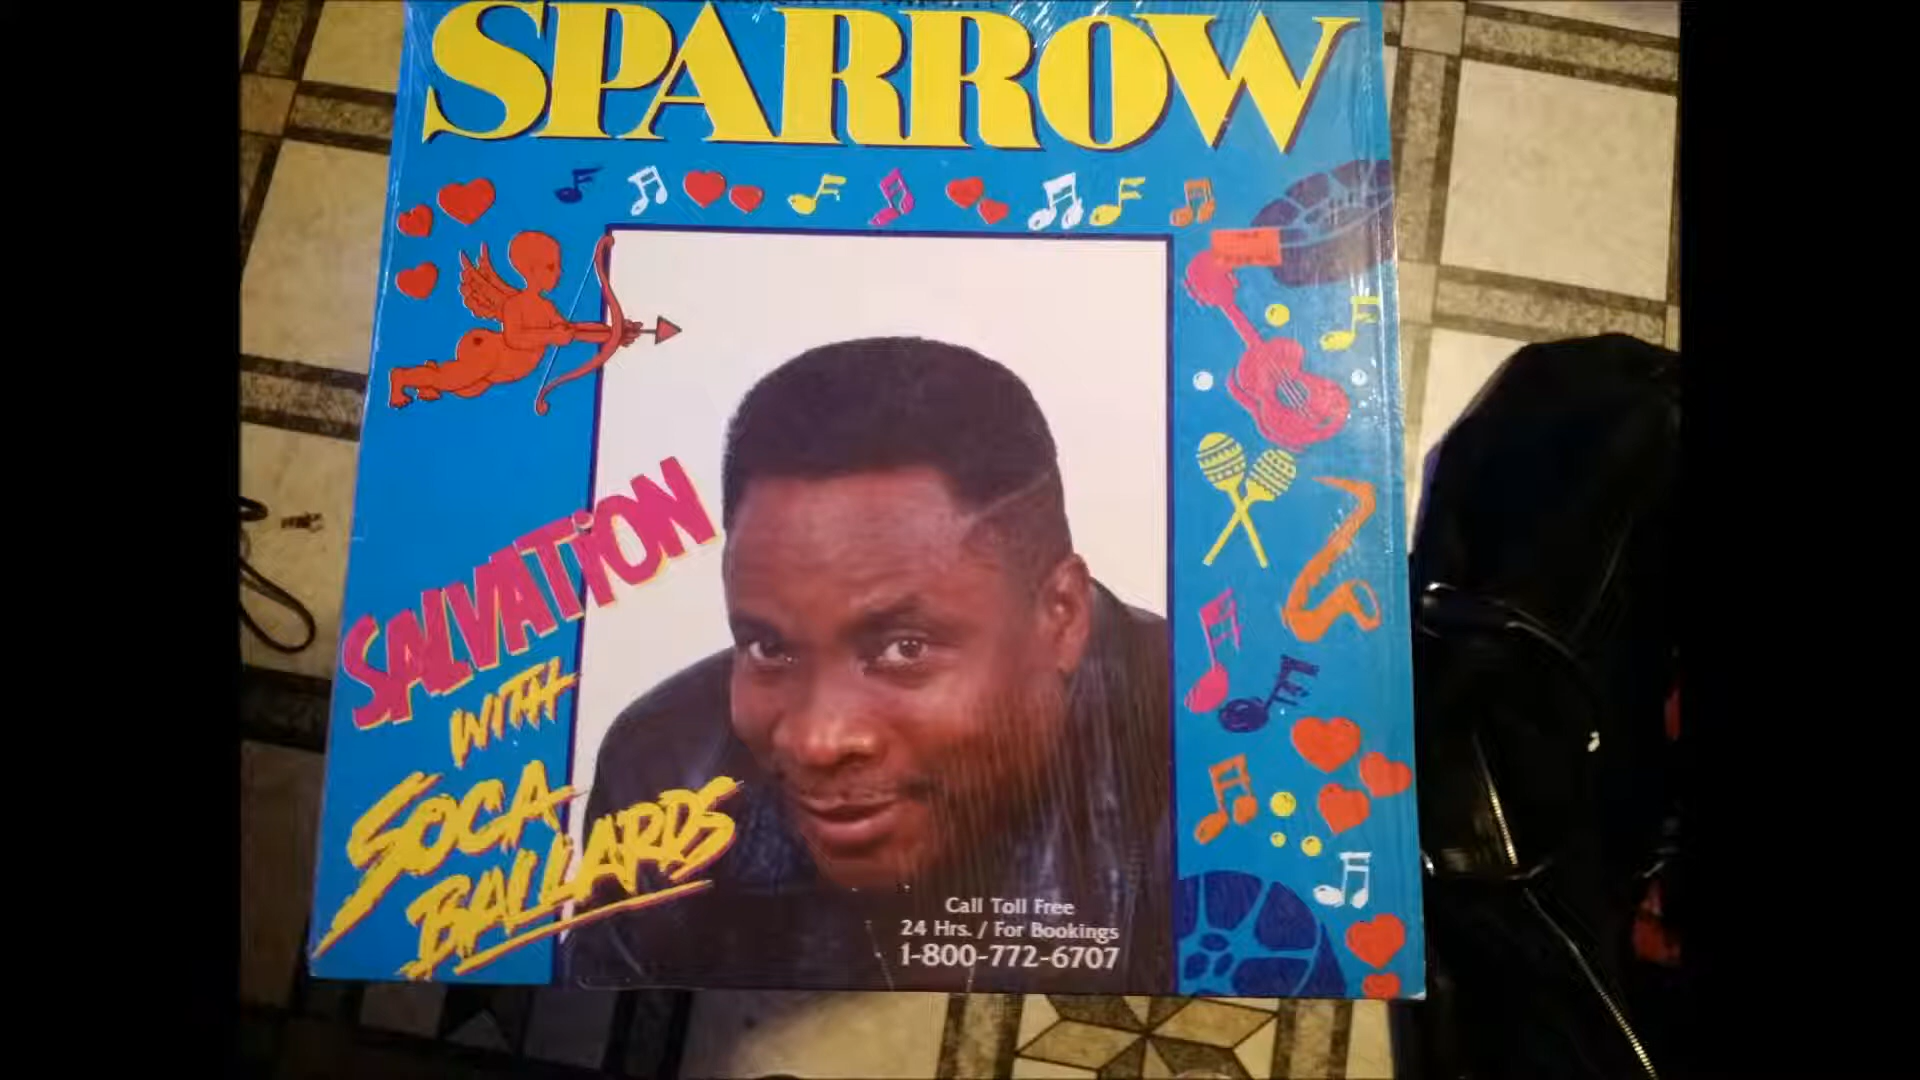 SPARROW
SALVATiON
WITH
SOCA
BALLARDS
Call Toll Free
24 Hrs. / For Bookings
1-800-772-6707